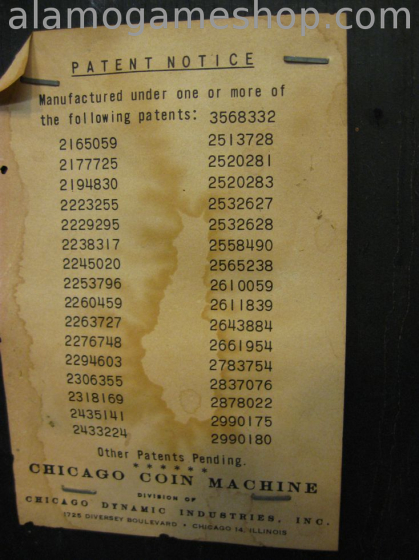 alamogameshop.com
PATENT NOTICE
Manufactured under one or more of
the following patents: 3568332
2165059 2513728
2177725 2520281
2194830 2520283
2223255 2532627
2229295 2532628
2238317 2558490
2245020 2565238
2253796 2610059
2260459 2611839
2263727 2643884
2276748 2661954
2294603 2783754
2306355 2837076
2318169 2878022
2435141 2990175
2433224 2990180
Other Patents Pending.
******
CHICAGO COIN MACHINE
DIVISION OF
CHICAGO DYNAMIC INDUSTRIES, INC.
1725 DIVERSEY BOULEVARD • CHICAGO 14, ILLINOIS